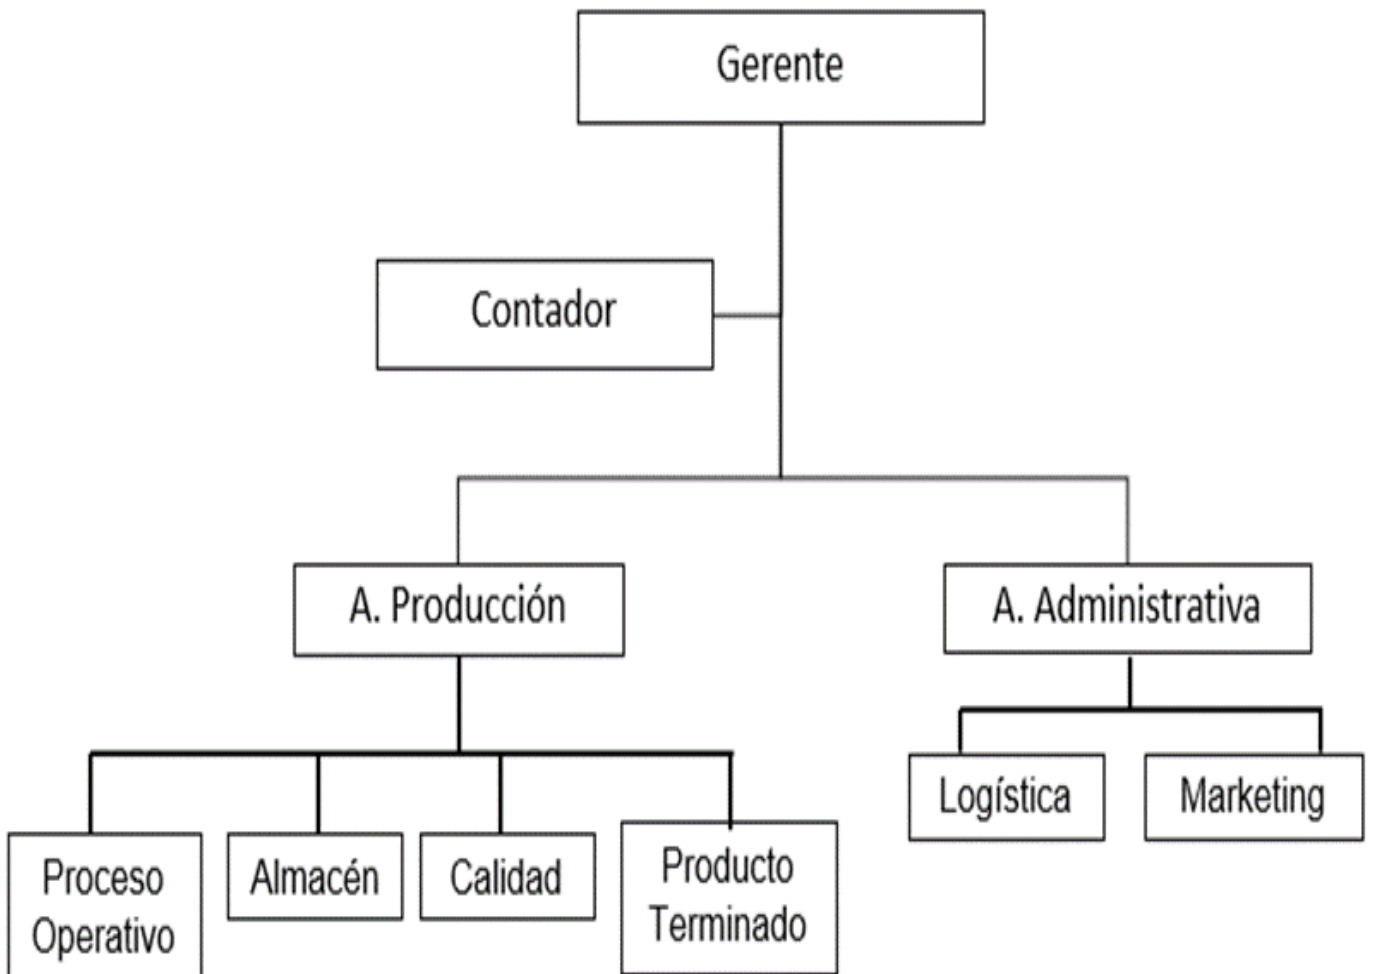 Gerente
Contador
A. Producción
A. Administrativa
Logística
Marketing
Proceso
Operativo
Almacén
Calidad
Producto
Terminado